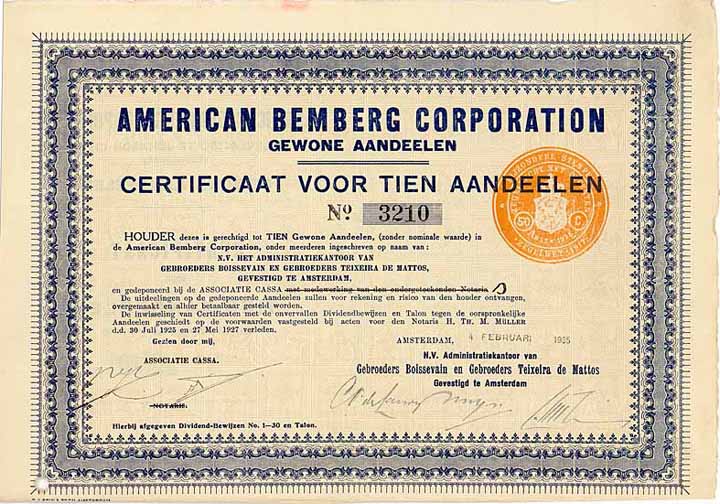 AMERICAN BEMBERG CORPORATION
GEWONE AANDEELEN
CERTIFICAAT VOOR TIEN AANDEELEN
No 3210
50 C
HOUDER dezes is gerechtigd tot TIEN Gewone Aandeelen, (zonder nominale waarde) in
de American Bemberg Corporation, onder meerderen ingeschreven op naam van:
N.V. HET ADMINISTRATIEKANTOOR VAN
GEBROEDERS BOISSEVAIN EN GEBROEDERS TEIXEIRA DE MATTOS,
GEVESTIGD TE AMSTERDAM,
en gedeponeerd bij de ASSOCIATIE CASSA met medewerking van den ondergeteekenden Notaris
De uitdeelingen op de gedeponeerde Aandeelen zullen voor rekening en risico van den houder ontvangen,
overgemaakt en alhier betaalbaar gesteld worden.
De inwisseling van Certificaten met de onvervallen Dividendbewijzen en Talon tegen de oorspronkelijke
Aandeelen geschiedt op de voorwaarden vastgesteld bij acten voor den Notaris H. TH. M. MÜLLER
d.d. 30 Juli 1925 en 27 Mei 1927 verleden.
Gezien door mij,
AMSTERDAM, 4 FEBRUARI 1935
ASSOCIATIE CASSA.
N.V. Administratiekantoor van
Gebroeders Boissevain en Gebroeders Teixeira de Mattos
Gevestigd te Amsterdam
NOTARIS.
Hierbij afgegeven Dividend-Bewijzen No. 1—30 en Talon.